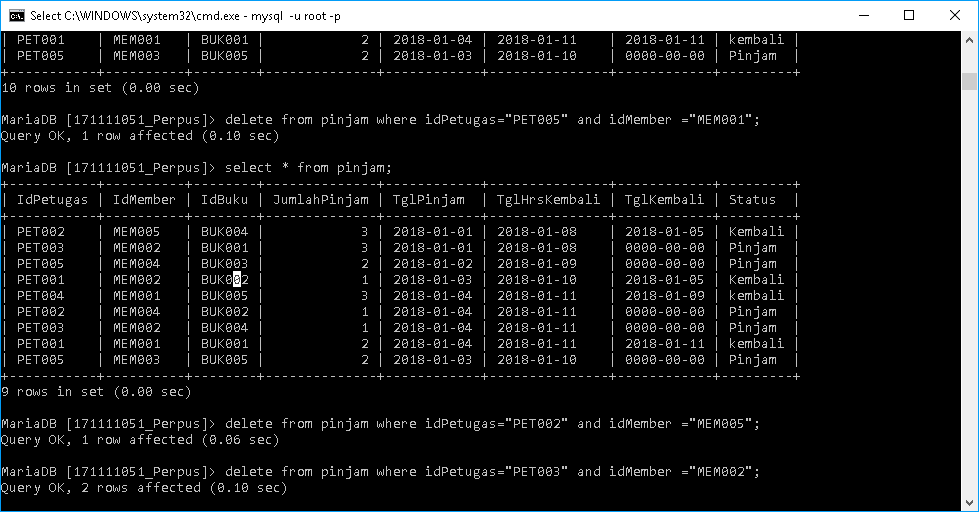 Select C:\WINDOWS\system32\cmd.exe - mysql  -u root -p
| PET001    | MEM001   | BUK001 |            2 | 2018-01-04 | 2018-01-11    | 2018-01-11 | kembali |
| PET005    | MEM003   | BUK005 |            2 | 2018-01-03 | 2018-01-10    | 0000-00-00 | Pinjam  |
+-----------+----------+--------+--------------+------------+---------------+------------+---------+
10 rows in set (0.00 sec)
MariaDB [171111051_Perpus]> delete from pinjam where idPetugas="PET005" and idMember ="MEM001";
Query OK, 1 row affected (0.10 sec)
MariaDB [171111051_Perpus]> select * from pinjam;
+-----------+----------+--------+--------------+------------+---------------+------------+---------+
| IdPetugas | IdMember | IdBuku | JumlahPinjam | TglPinjam  | TglHrsKembali | TglKembali | Status  |
+-----------+----------+--------+--------------+------------+---------------+------------+---------+
| PET002    | MEM005   | BUK004 |            3 | 2018-01-01 | 2018-01-08    | 2018-01-05 | Kembali |
| PET003    | MEM002   | BUK001 |            3 | 2018-01-01 | 2018-01-08    | 0000-00-00 | Pinjam  |
| PET005    | MEM004   | BUK003 |            2 | 2018-01-02 | 2018-01-09    | 0000-00-00 | Pinjam  |
| PET001    | MEM002   | BUK002 |            1 | 2018-01-03 | 2018-01-10    | 2018-01-05 | Kembali |
| PET004    | MEM001   | BUK005 |            3 | 2018-01-04 | 2018-01-11    | 2018-01-09 | kembali |
| PET002    | MEM004   | BUK002 |            1 | 2018-01-04 | 2018-01-11    | 0000-00-00 | Pinjam  |
| PET003    | MEM002   | BUK004 |            1 | 2018-01-04 | 2018-01-11    | 0000-00-00 | Pinjam  |
| PET001    | MEM001   | BUK001 |            2 | 2018-01-04 | 2018-01-11    | 2018-01-11 | kembali |
| PET005    | MEM003   | BUK005 |            2 | 2018-01-03 | 2018-01-10    | 0000-00-00 | Pinjam  |
+-----------+----------+--------+--------------+------------+---------------+------------+---------+
9 rows in set (0.00 sec)
MariaDB [171111051_Perpus]> delete from pinjam where idPetugas="PET002" and idMember ="MEM005";
Query OK, 1 row affected (0.06 sec)
MariaDB [171111051_Perpus]> delete from pinjam where idPetugas="PET003" and idMember ="MEM002";
Query OK, 2 rows affected (0.10 sec)